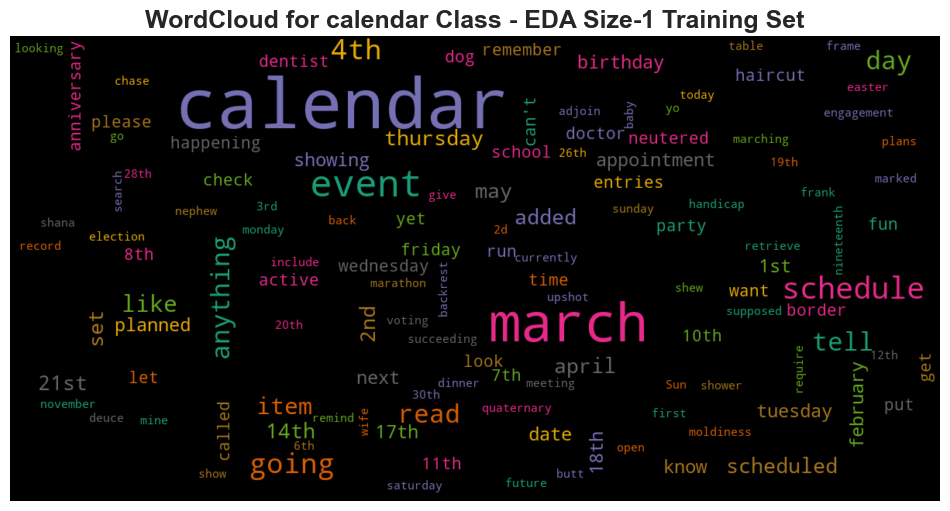 WordCloud for calendar Class - EDA Size-1 Training Set
looking
anniversary
chase
please
go
dentist
4th
dog
remember
birthday
table
haircut
frame
day
easter
calendar
happening
thursday
can't
adjoin
baby
yo
today
engagement
showing
school
doctor
26th
neutered
marching
plans
appointment
19th
search
28th
check
event
give
may
entries
frank
marked
nephew
3rd
back
yet
added
sunday
handicap
nineteenth
fun
shana
record
election
monday
2d
party
8th
include
friday
run
currently
retrieve
anything
active
wednesday
marathon
backrest
time
upshot
shew
1st
want
schedule
like
set
planned
20th
2nd
voting
succeeding
march
supposed
border
10th
tell
12th
21st
let
next
look
7th
april
meeting
Sun
shower
require
february
get
november
deuce
mine
called
item
remind
wife
30th
dinner
read
quaternary
first
tuesday
put
14th
6th
17th
date
18th
moldiness
open
show
going
11th
saturday
future
butt
know
scheduled